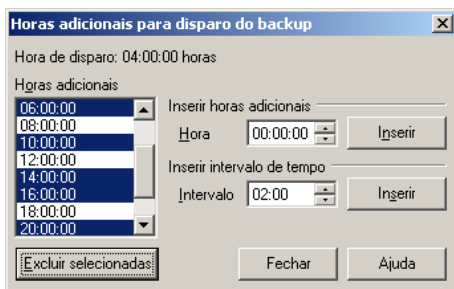 Horas adicionais para disparo do backup
Hora de disparo: 04:00:00 horas
Horas adicionais
06:00:00
08:00:00
10:00:00
12:00:00
14:00:00
16:00:00
18:00:00
20:00:00
Inserir horas adicionais
Hora 00:00:00 Inserir
Inserir intervalo de tempo
Intervalo 02:00 Inserir
Excluir selecionadas Fechar Ajuda